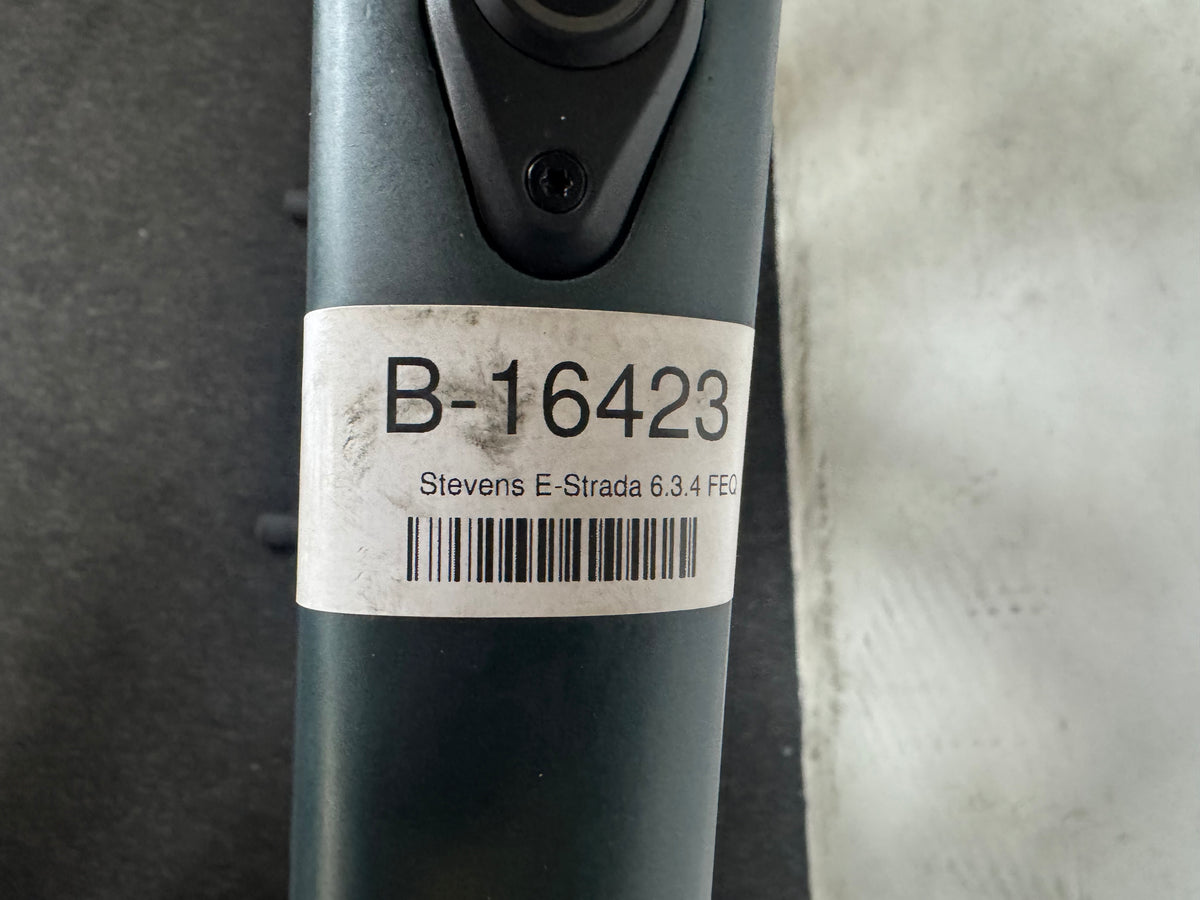 B-16423
Stevens E-Strada 6.3.4 FEQ